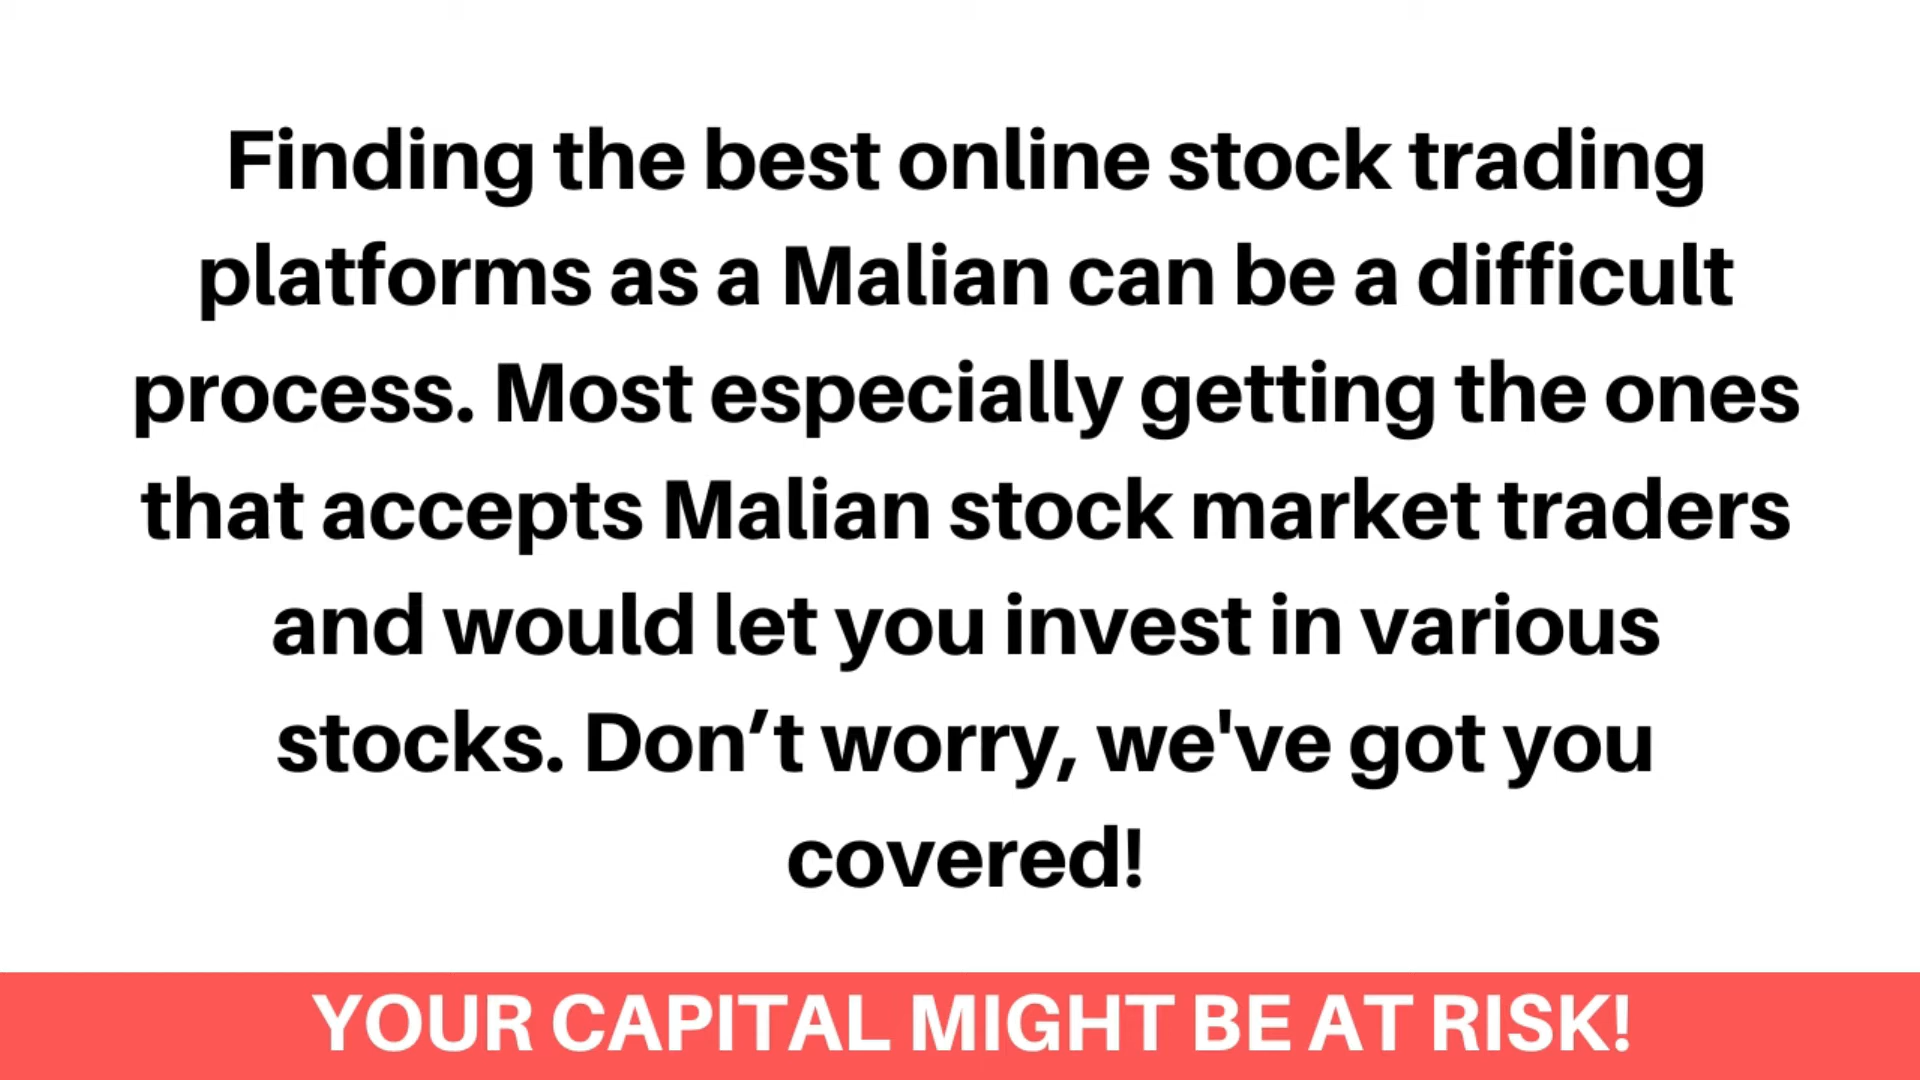 Finding the best online stock trading
platforms as a Malian can be a difficult
process. Most especially getting the ones
that accepts Malian stock market traders
and would let you invest in various
stocks. Don’t worry, we've got you
covered!
YOUR CAPITAL MIGHT BE AT RISK!